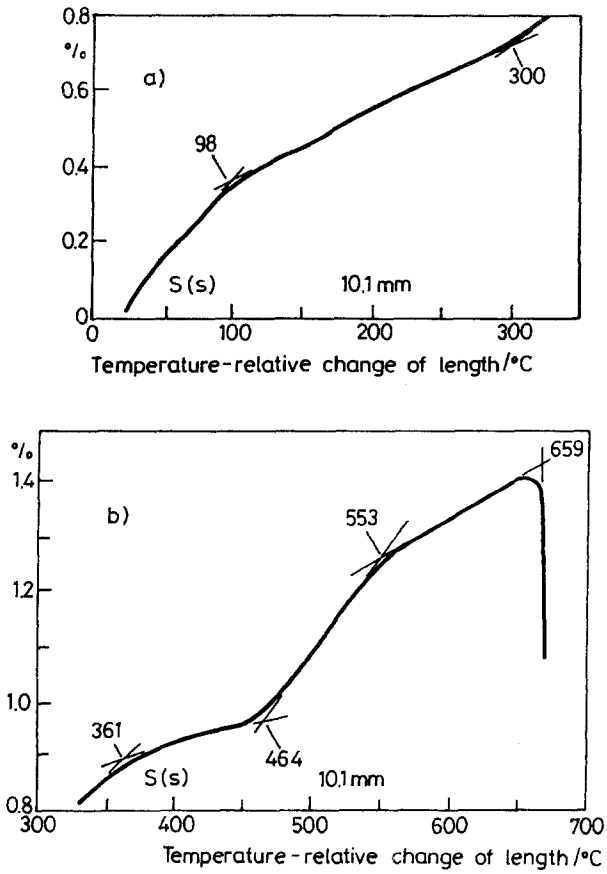 0.8
%
a)
0.6
300
98
0.4
0.2
S(s) 10.1 mm
0
0 100 200 300
Temperature-relative change of length/°C
%
659
1.4
b)
553
1.2
1.0
361
464
S(s) 10.1 mm
0.8
300 400 500 600 700
Temperature-relative change of length/°C